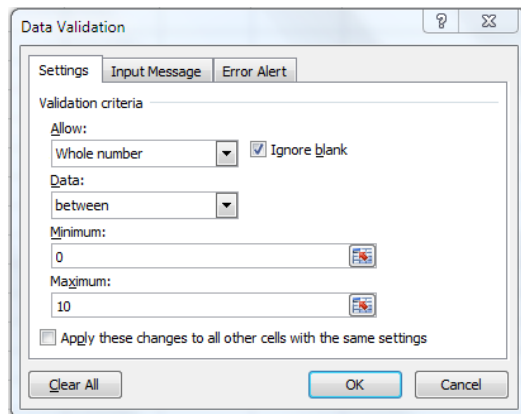 Data Validation
Settings Input Message Error Alert
Validation criteria
Allow:
Whole number Ignore blank
Data:
between
Minimum:
0
Maximum:
10
Apply these changes to all other cells with the same settings
Clear All OK Cancel